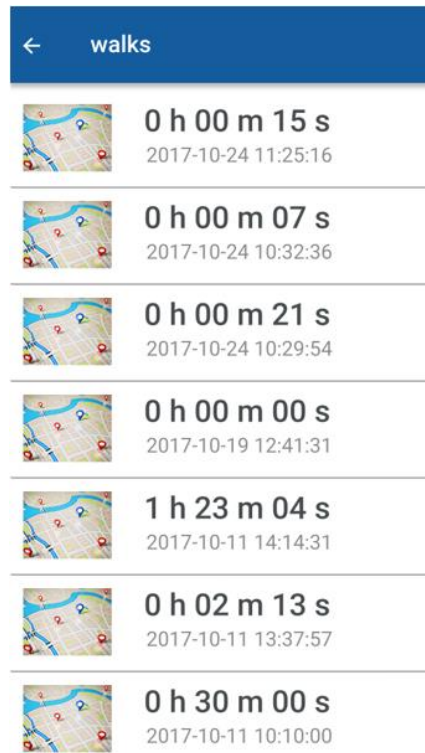 walks
0 h 00 m 15 s
2017-10-24 11:25:16
0 h 00 m 07 s
2017-10-24 10:32:36
0 h 00 m 21 s
2017-10-24 10:29:54
0 h 00 m 00 s
2017-10-19 12:41:31
1 h 23 m 04 s
2017-10-11 14:14:31
0 h 02 m 13 s
2017-10-11 13:37:57
0 h 30 m 00 s
2017-10-11 10:10:00